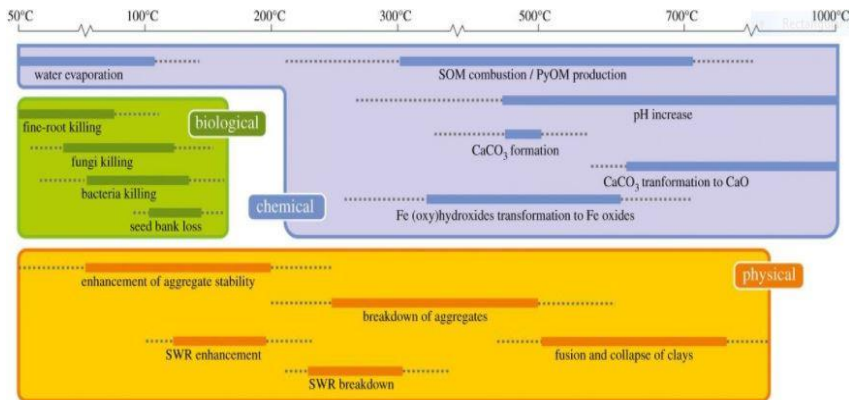 50°C 100°C 200°C 300°C 500°C 700°C 1000°C
water evaporation
SOM combustion / PyOM production
pH increase
biological
fine-root killing
fungi killing
CaCO₃ formation
bacteria killing
CaCO₃ tranformation to CaO
chemical
seed bank loss
Fe (oxy)hydroxides transformation to Fe oxides
physical
enhancement of aggregate stability
breakdown of aggregates
SWR enhancement
fusion and collapse of clays
SWR breakdown